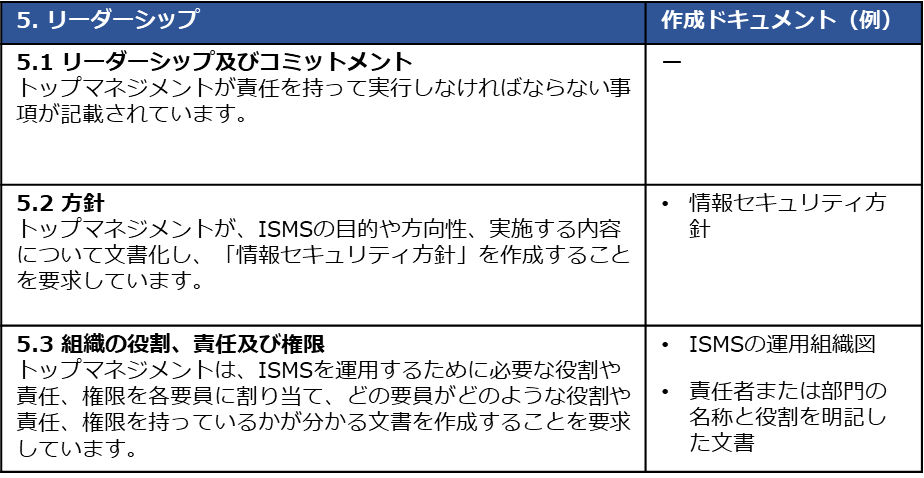 5. リーダーシップ
作成ドキュメント（例）
5.1 リーダーシップ及びコミットメント
トップマネジメントが責任を持って実行しなければならない事
項が記載されています。
ー
5.2 方針
トップマネジメントが、ISMSの目的や方向性、実施する内容
について文書化し、「情報セキュリティ方針」を作成すること
を要求しています。
• 情報セキュリティ方
針
5.3 組織の役割、責任及び権限
トップマネジメントは、ISMSを運用するために必要な役割や
責任、権限を各要員に割り当て、どの要員がどのような役割や
責任、権限を持っているかが分かる文書を作成することを要求
しています。
• ISMSの運用組織図
• 責任者または部門の
名称と役割を明記し
た文書